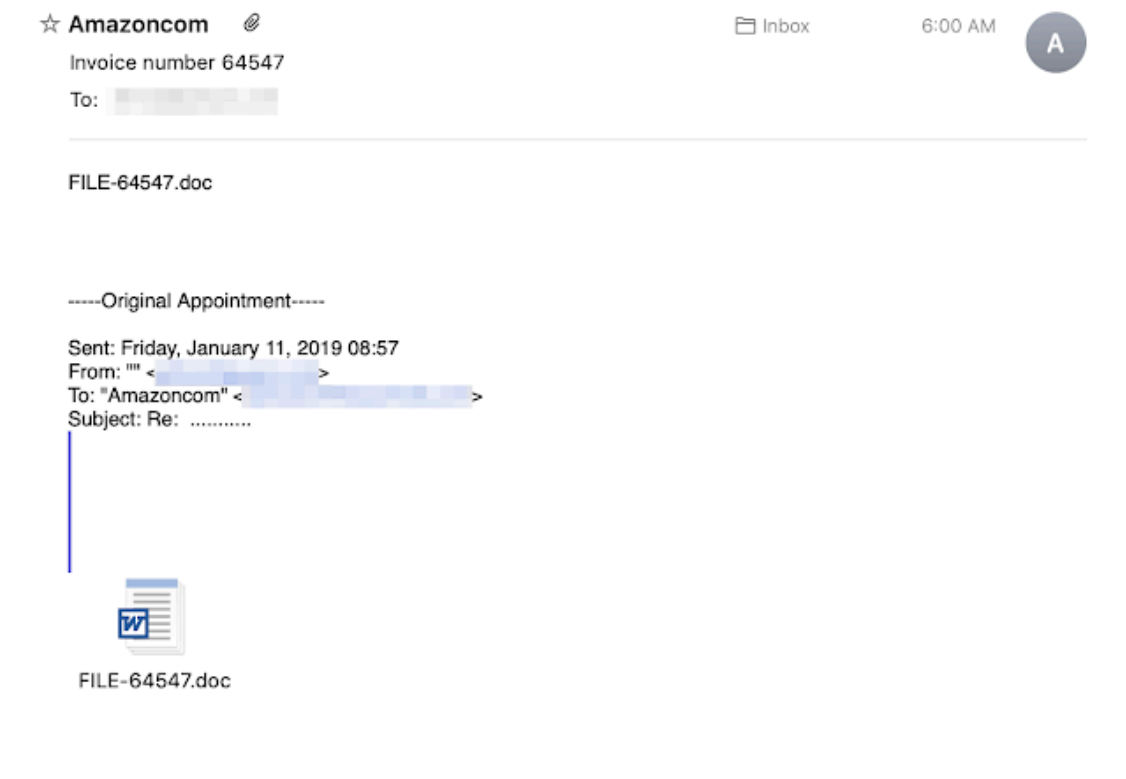 Amazoncom
Inbox
6:00 AM
A
Invoice number 64547
To:
FILE-64547.doc
-----Original Appointment-----
Sent: Friday, January 11, 2019 08:57
From: "" < >
To: "Amazoncom" < >
Subject: Re: ...........
W
FILE-64547.doc